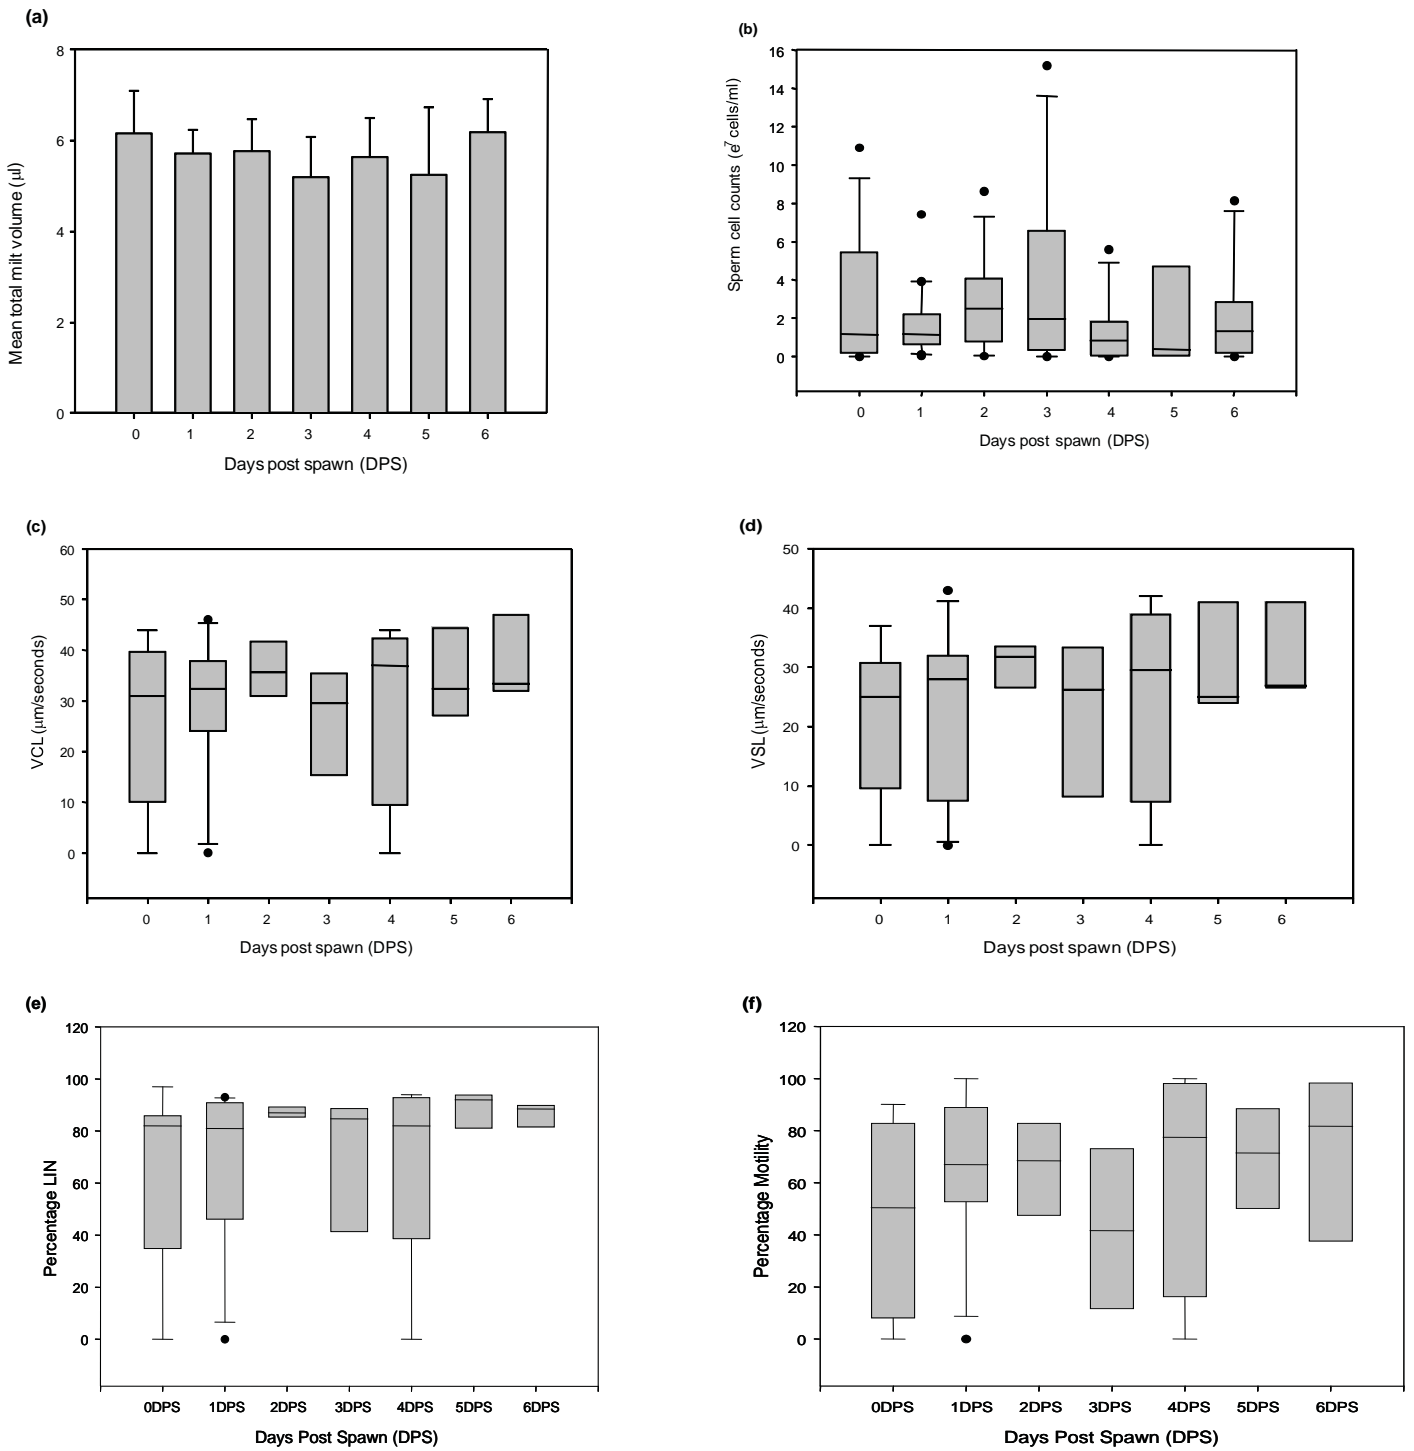 (a)
8
6
4
2
0
Mean total milt volume (µl)
0 1 2 3 4 5 6
Days post spawn (DPS)
(b)
16
14
12
10
8
6
4
2
0
Sperm cell counts (e7 cells/ml)
0 1 2 3 4 5 6
Days post spawn (DPS)
(c)
60
50
40
30
20
10
0
VCL (µm/seconds)
0 1 2 3 4 5 6
Days post spawn (DPS)
(d)
50
40
30
20
10
0
VSL (µm/seconds)
0 1 2 3 4 5 6
Days post spawn (DPS)
(e)
120
100
80
60
40
20
0
Percentage LIN
0DPS 1DPS 2DPS 3DPS 4DPS 5DPS 6DPS
Days Post Spawn (DPS)
(f)
120
100
80
60
40
20
0
Percentage Motility
0DPS 1DPS 2DPS 3DPS 4DPS 5DPS 6DPS
Days Post Spawn (DPS)